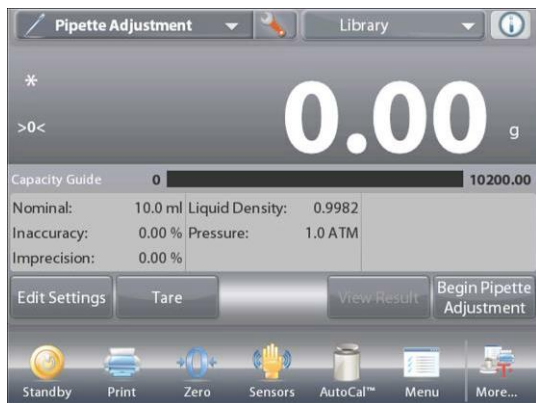 Pipette Adjustment Library
*
>0<
0.00 g
Capacity Guide 0 10200.00
Nominal: 10.0 ml Liquid Density: 0.9982
Inaccuracy: 0.00 % Pressure: 1.0 ATM
Imprecision: 0.00 %
Edit Settings Tare View Result Begin Pipette
Adjustment
Standby Print Zero Sensors AutoCal™ Menu More...